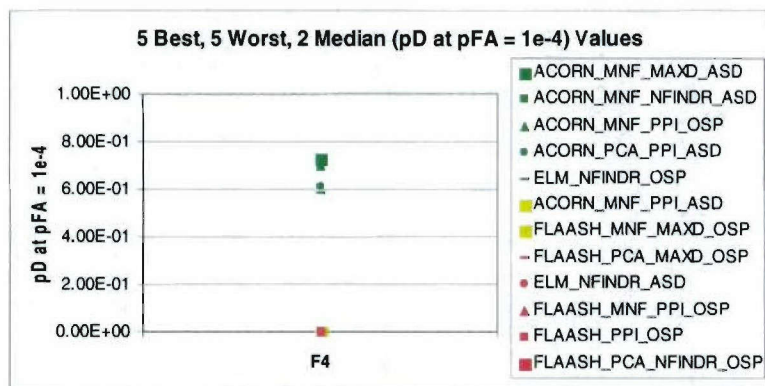 5 Best, 5 Worst, 2 Median (pD at pFA = 1e-4) Values
pD at pFA = 1e-4
1.00E+00
8.00E-01
6.00E-01
4.00E-01
2.00E-01
0.00E+00
F4
ACORN_MNF_MAXD_ASD
ACORN_MNF_NFINDR_ASD
ACORN_MNF_PPI_OSP
ACORN_PCA_PPI_ASD
ELM_NFINDR_OSP
ACORN_MNF_PPI_ASD
FLAASH_MNF_MAXD_OSP
FLAASH_PCA_MAXD_OSP
ELM_NFINDR_ASD
FLAASH_MNF_PPI_OSP
FLAASH_PPI_OSP
FLAASH_PCA_NFINDR_OSP